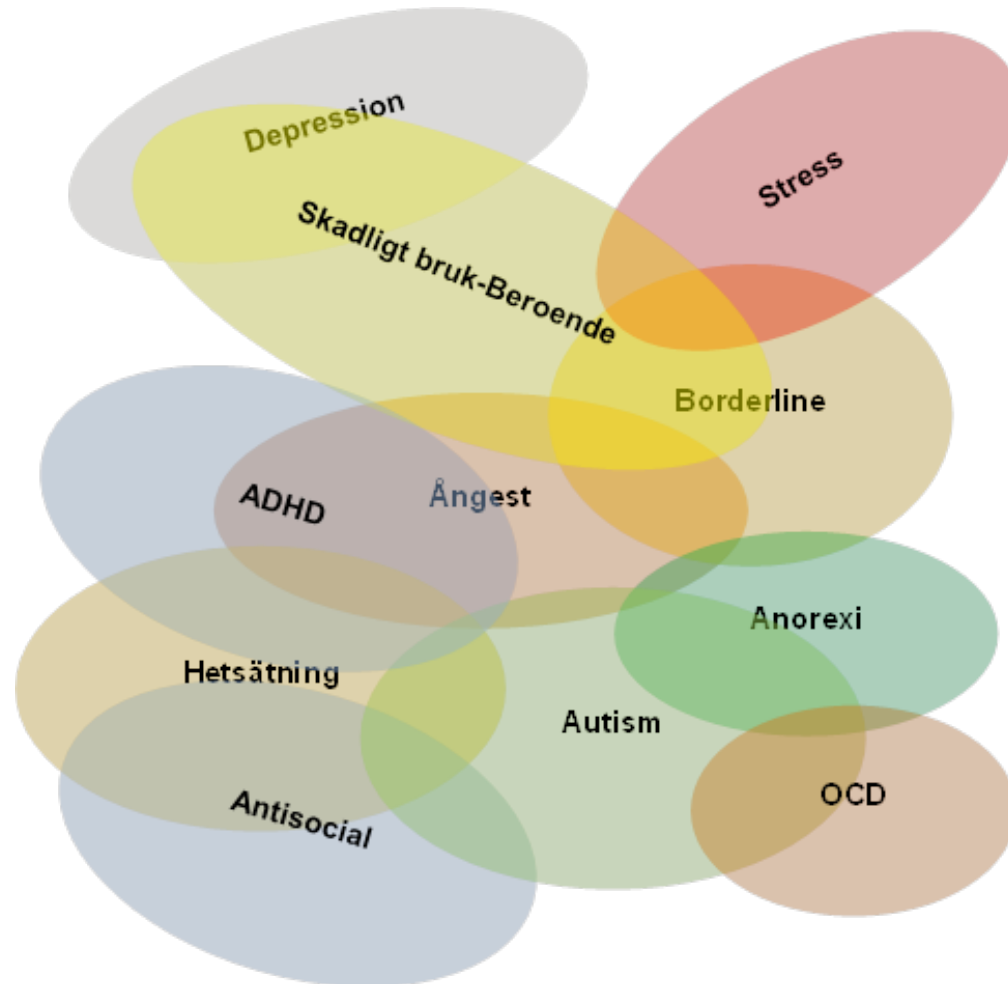 Depression
Stress
Skadligt bruk-Beroende
Borderline
ADHD
Ångest
Anorexi
Hetsätning
Autism
OCD
Antisocial